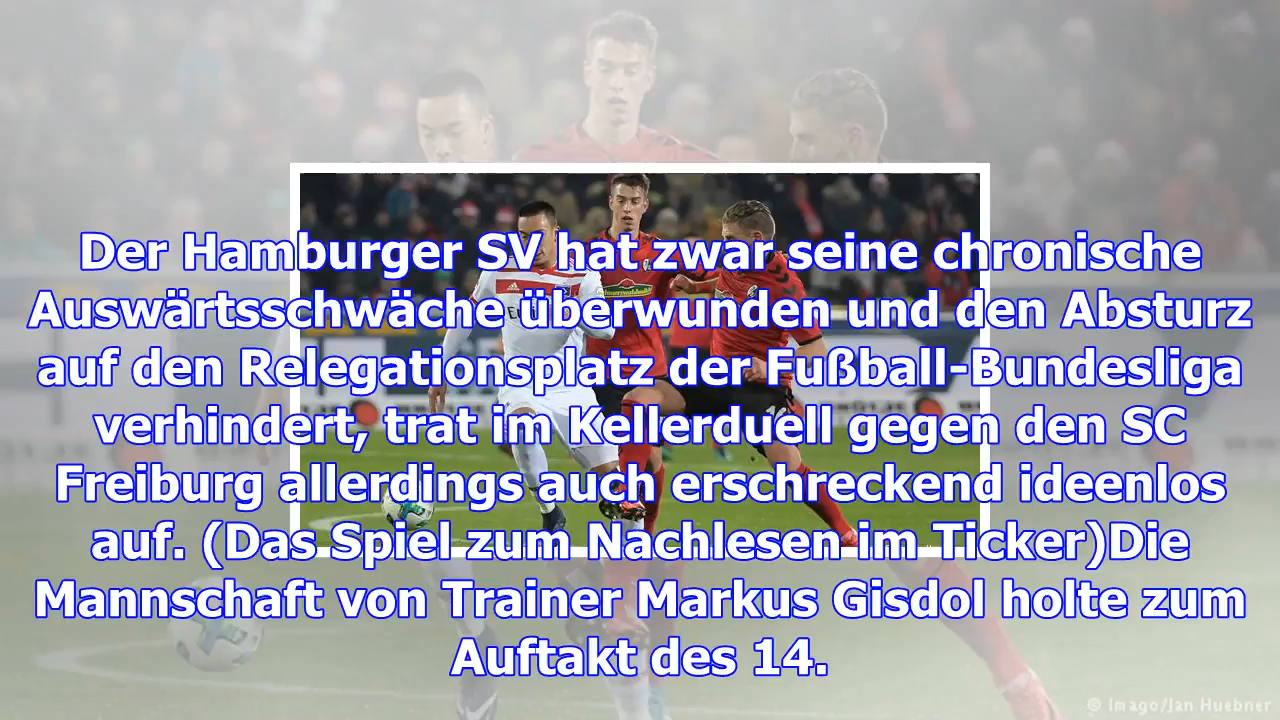 Der Hamburger SV hat zwar seine chronische
Auswärtsschwäche überwunden und den Absturz
auf den Relegationsplatz der Fußball-Bundesliga
verhindert, trat im Kellerduell gegen den SC
Freiburg allerdings auch erschreckend ideenlos
auf. (Das Spiel zum Nachlesen im Ticker)Die
Mannschaft von Trainer Markus Gisdol holte zum
Auftakt des 14.
© Imago/Jan Huebner